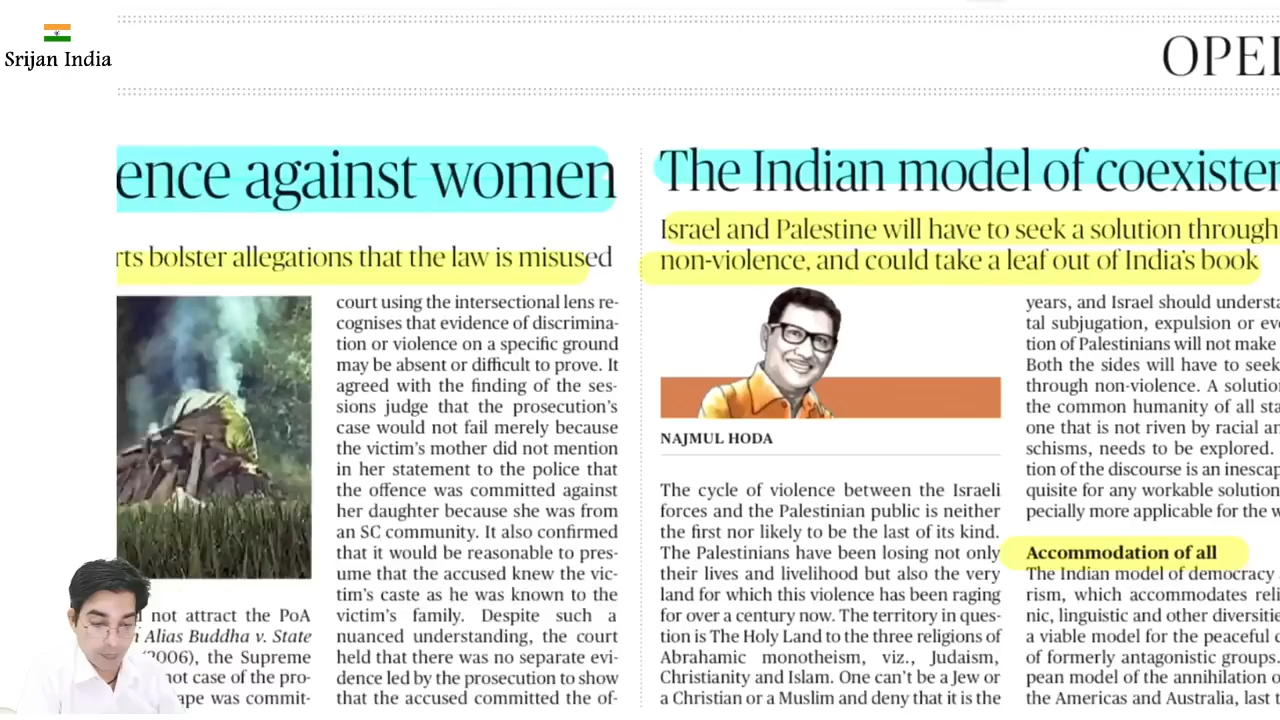 Srijan India
OPE
ence against women
rts bolster allegations that the law is misused
court using the intersectional lens re-
cognises that evidence of discrimina-
tion or violence on a specific ground
may be absent or difficult to prove. It
agreed with the finding of the ses-
sions judge that the prosecution's
case would not fail merely because
the victim's mother did not mention
in her statement to the police that
the offence was committed against
her daughter because she was from
an SC community. It also confirmed
that it would be reasonable to pres-
ume that the accused knew the vic-
tim's caste as he was known to the
victim's family. Despite such a
nuanced understanding, the court
held that there was no separate evi-
dence led by the prosecution to show
that the accused committed the of-
not attract the PoA
Alias Buddha v. State
(2006), the Supreme
not case of the pro-
ape was commit-
The Indian model of coexiste
Israel and Palestine will have to seek a solution through
non-violence, and could take a leaf out of India's book
NAJMUL HODA
The cycle of violence between the Israeli
forces and the Palestinian public is neither
the first nor likely to be the last of its kind.
The Palestinians have been losing not only
their lives and livelihood but also the very
land for which this violence has been raging
for over a century now. The territory in ques-
tion is The Holy Land to the three religions of
Abrahamic monotheism, viz., Judaism,
Christianity and Islam. One can't be a Jew or
a Christian or a Muslim and deny that it is the
years, and Israel should understa
tal subjugation, expulsion or ev
tion of Palestinians will not make
Both the sides will have to seek
through non-violence. A solutio
the common humanity of all sta
one that is not riven by racial a
schisms, needs to be explored.
tion of the discourse is an inescap
quisite for any workable solution
pecially more applicable for the w
Accommodation of all
The Indian model of democracy
rism, which accommodates reli
nic, linguistic and other diversitie
a viable model for the peaceful
of formerly antagonistic groups.
pean model of the annihilation o
the Americas and Australia, last t